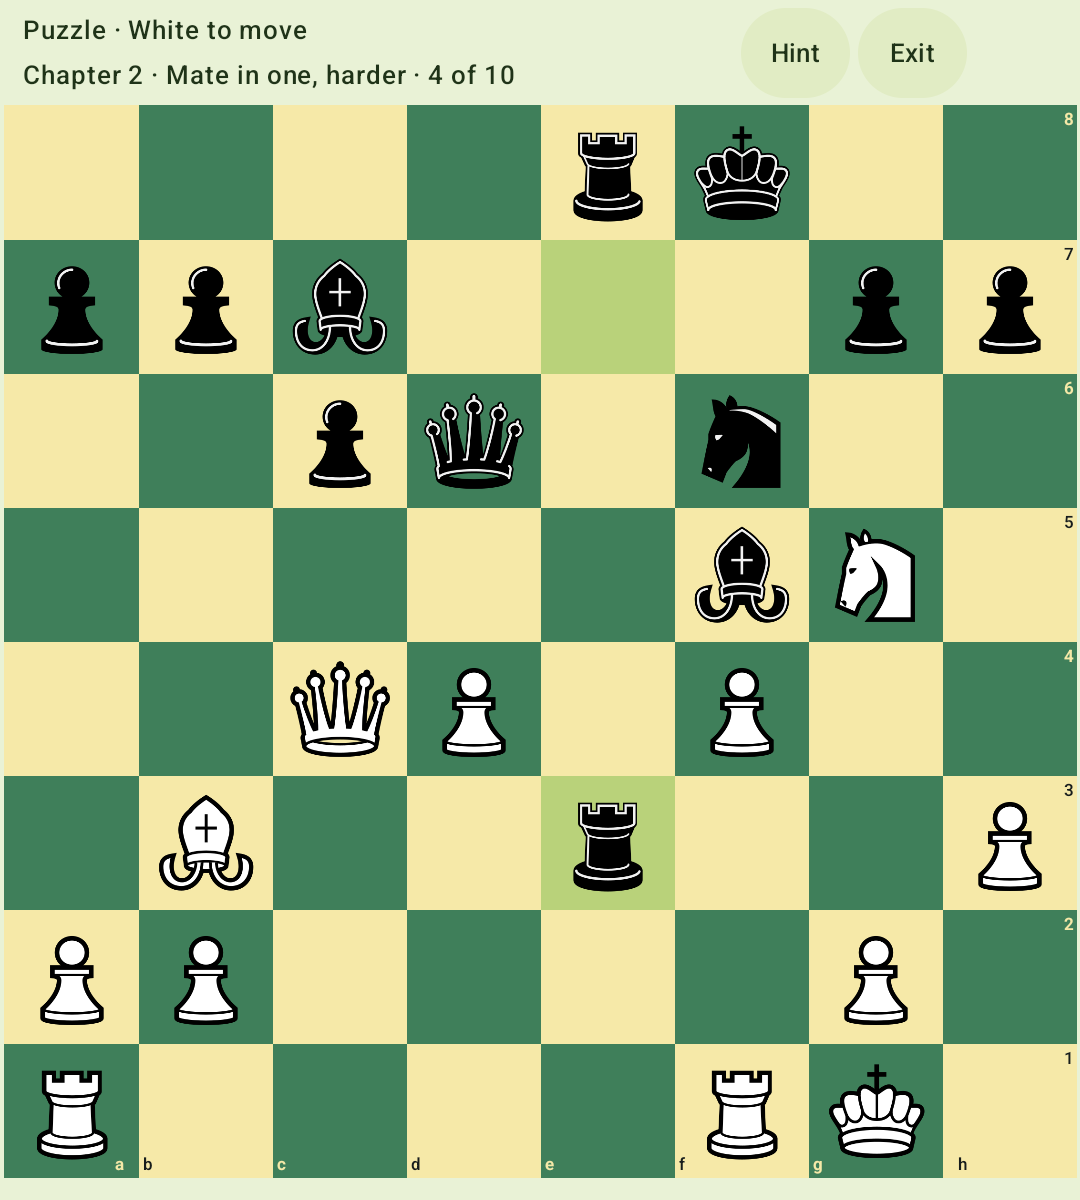 Puzzle · White to move
Chapter 2 · Mate in one, harder · 4 of 10
Hint
Exit
8
7
6
5
4
3
2
1
a
b
c
d
e
f
g
h